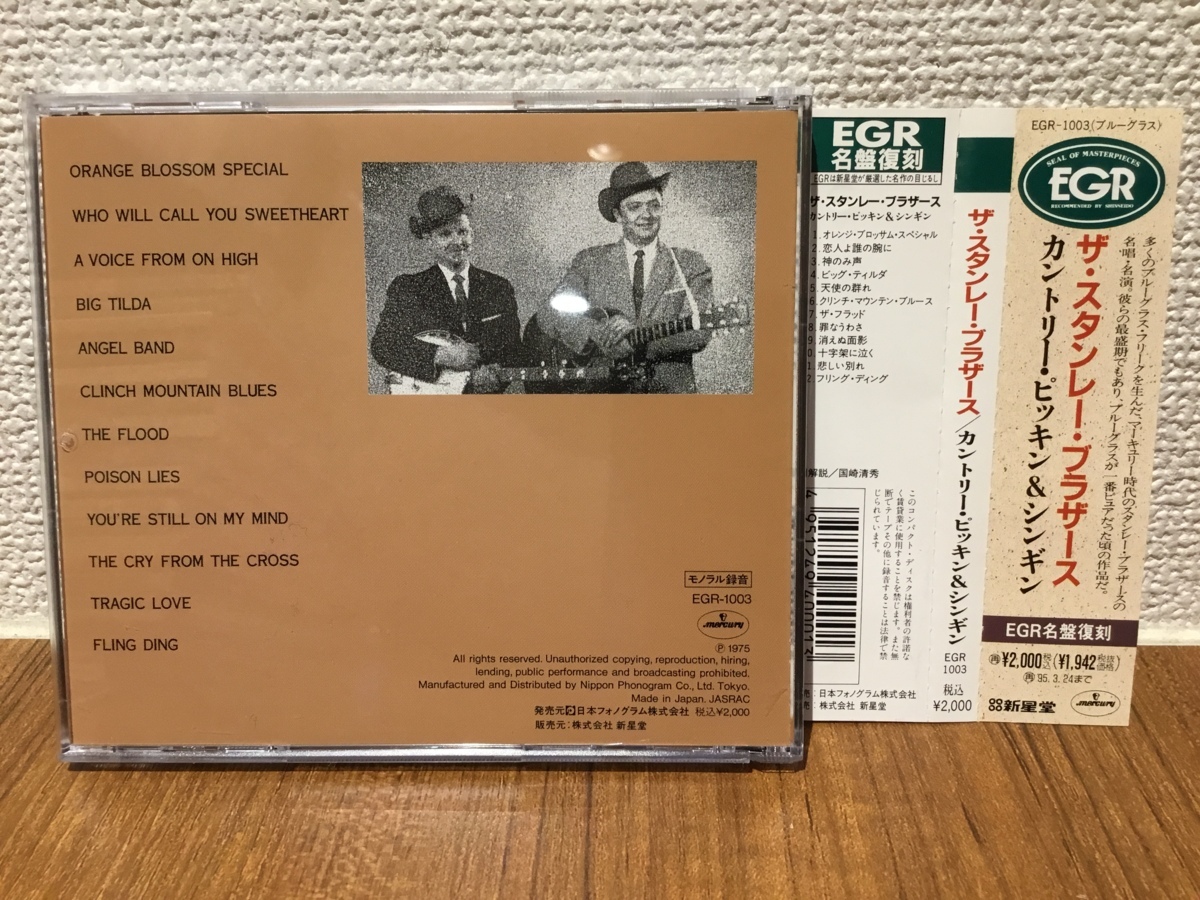 ORANGE BLOSSOM SPECIAL
WHO WILL CALL YOU SWEETHEART
A VOICE FROM ON HIGH
BIG TILDA
ANGEL BAND
CLINCH MOUNTAIN BLUES
THE FLOOD
POISON LIES
YOU'RE STILL ON MY MIND
THE CRY FROM THE CROSS
TRAGIC LOVE
FLING DING
モノラル録音
EGR-1003
mercury
Ⓟ 1975
All rights reserved. Unauthorized copying, reproduction, hiring,
lending, public performance and broadcasting prohibited.
Manufactured and Distributed by Nippon Phonogram Co., Ltd. Tokyo.
Made in Japan. JASRAC
発売元 日本フォノグラム株式会社 税込¥2,000
販売元:株式会社 新星堂
EGR
名盤復刻
EGRは新星堂が厳選した名作の目じるし
ザ・スタンレー・ブラザース
カントリー・ピッキン&シンギン
1.オレンジ・ブロッサム・スペシャル
2.恋人よ誰の腕に
3.神のみ声
4.ビッグ・ティルダ
5.天使の群れ
6.クリンチ・マウンテン・ブルース
7.ザ・フラッド
8.罪なうわさ
9.消えぬ面影
0.十字架に泣く
1.悲しい別れ
2.フリング・ディング
解説/国崎清秀
このコンパクト・ディスクは権利者の許諾な
く賃貸業に使用することを禁じます。また無
断でテープその他に録音することは法律で禁
じられています。
:日本フォノグラム株式会社
:株式会社 新星堂
ザ・スタンレー・ブラザース/カントリー・ピッキン&シンギン
EGR
1003
税込
¥2,000
EGR-1003(ブルーグラス)
SEAL OF MASTERPIECES
EGR
RECOMMENDED BY SHINSEIDO
多くのブルーグラス・フリークを生んだ、マーキュリー時代のスタンレー・ブラザースの
名唱・名演。彼らの最盛期でもあり、ブルーグラスが一番ピュアだった頃の作品だ。
ザ・スタンレー・ブラザース
カントリー・ピッキン&シンギン
EGR名盤復刻
再¥2,000税込(¥1,942税抜価格)
再'95.3.24まで
新星堂
mercury